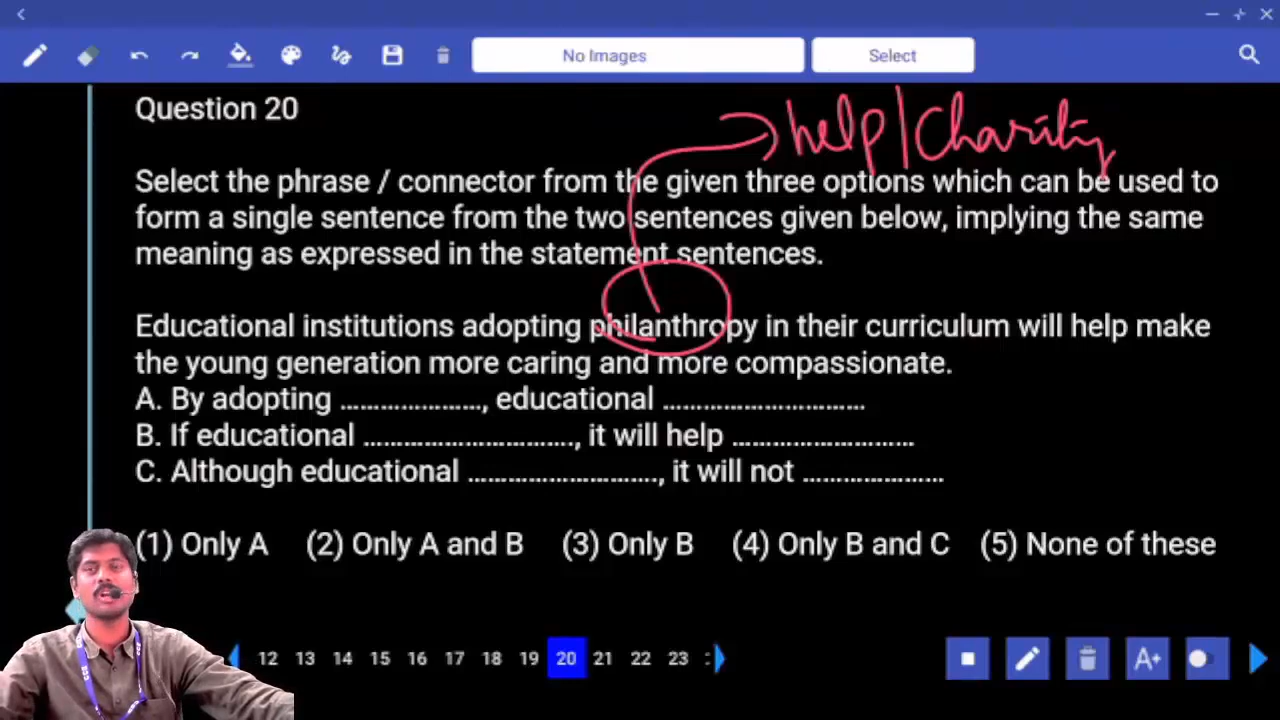 No Images
Select
Question 20
help/Charity
Select the phrase / connector from the given three options which can be used to
form a single sentence from the two sentences given below, implying the same
meaning as expressed in the statement sentences.
Educational institutions adopting philanthropy in their curriculum will help make
the young generation more caring and more compassionate.
A. By adopting ………………….., educational …………………………
B. If educational …………………………., it will help ………………………
C. Although educational ………………………., it will not …………………
(1) Only A (2) Only A and B (3) Only B (4) Only B and C (5) None of these
12 13 14 15 16 17 18 19 20 21 22 23
A+